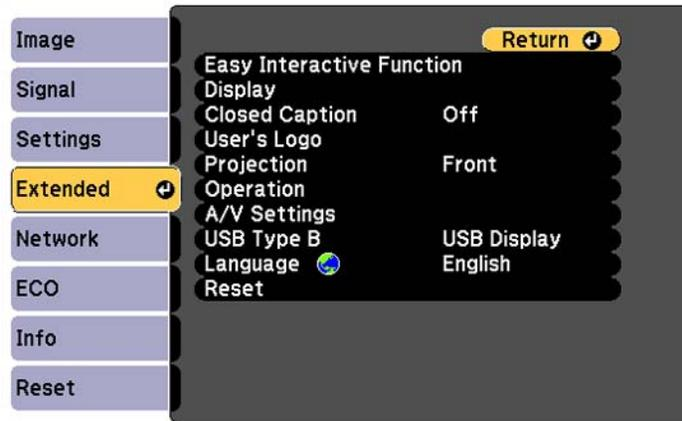 Image
Signal
Settings
Extended
Network
ECO
Info
Reset
Return
Easy Interactive Function
Display
Closed Caption Off
User's Logo
Projection Front
Operation
A/V Settings
USB Type B USB Display
Language English
Reset